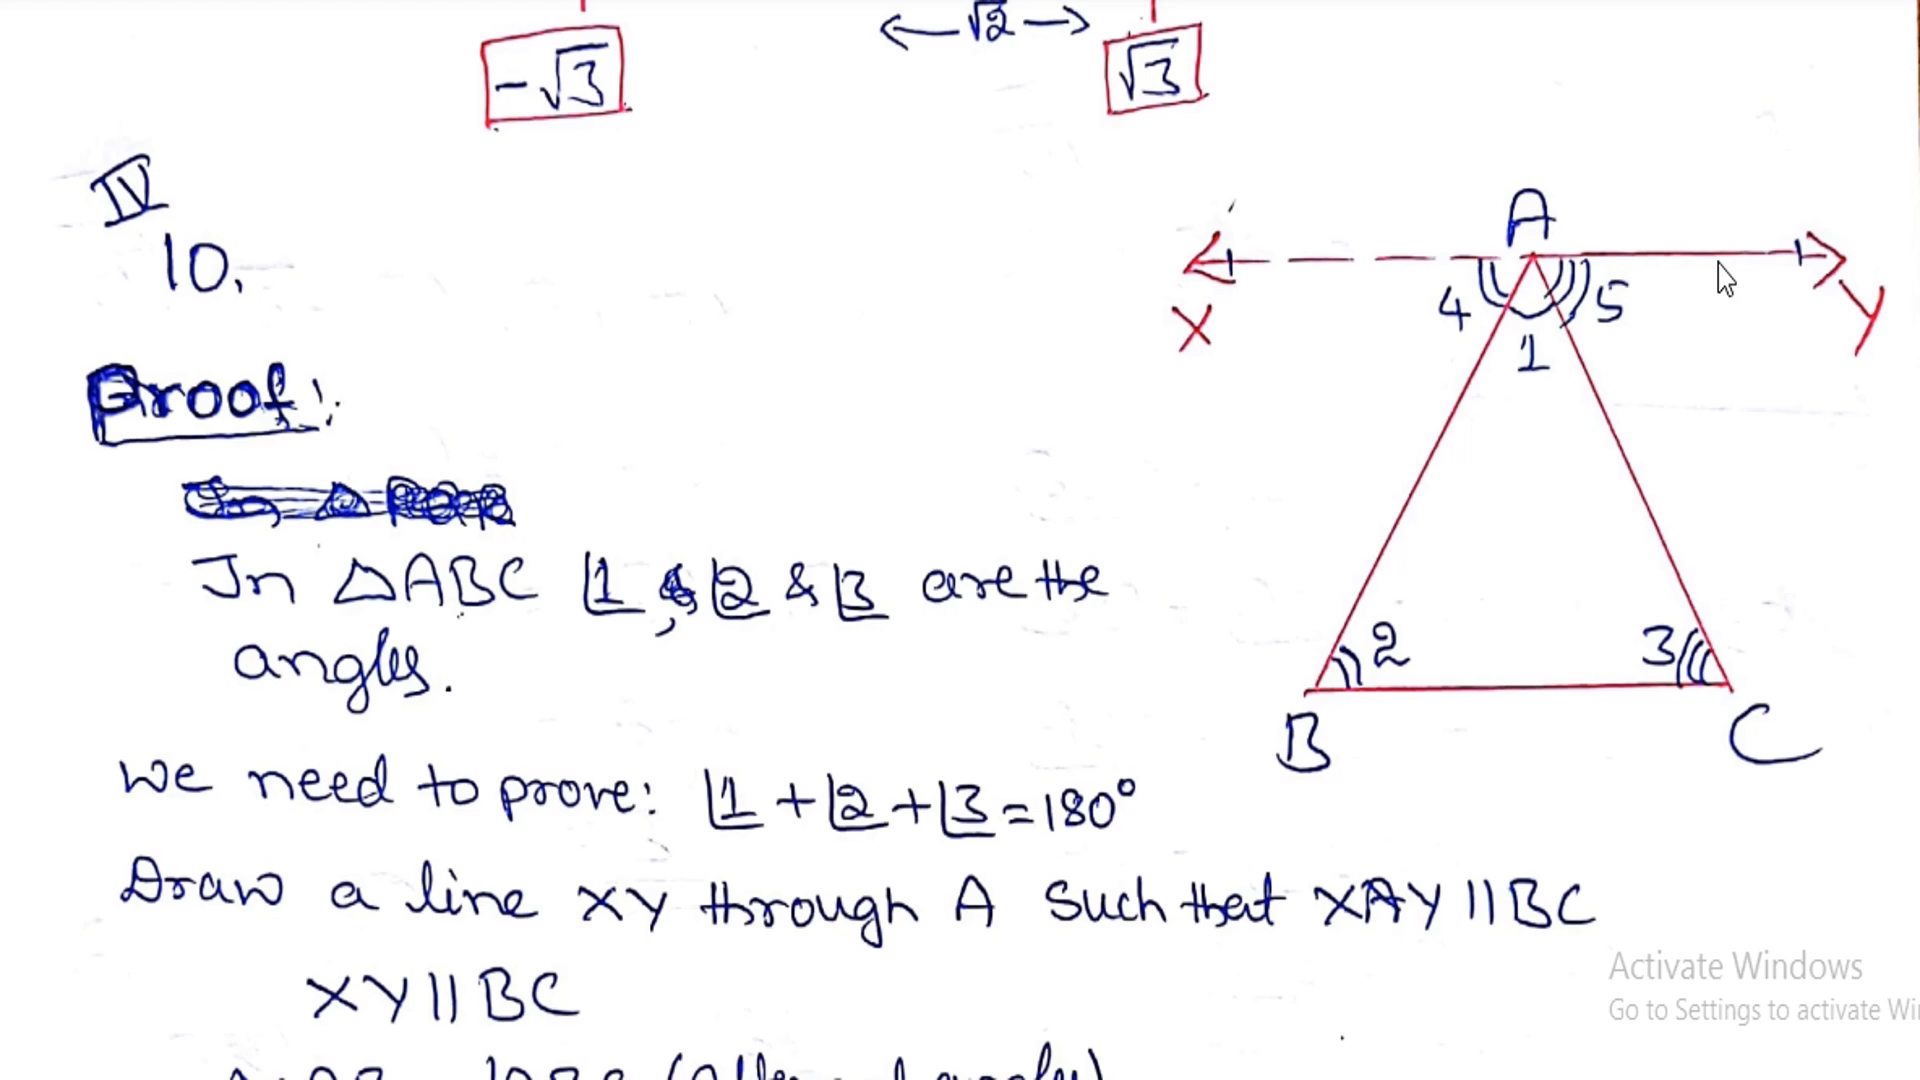 -√3
√2
√3
IV
10.
A
4
5
1
X
Y
Proof:
In △ABC ∠1, ∠2 & ∠3 are the
angles.
2
3
B
C
We need to prove: ∠1 + ∠2 + ∠3 = 180°
Draw a line XY through A such that XAY || BC
XY || BC
Activate Windows
Go to Settings to activate Wi